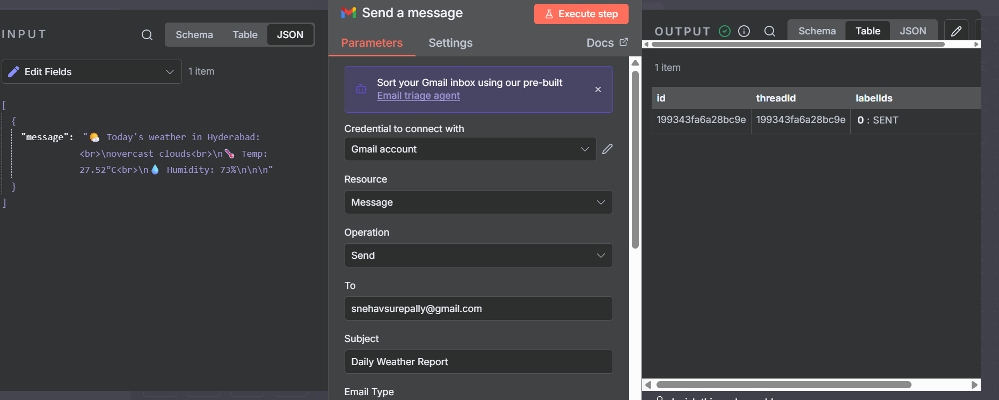 INPUT
Schema
Table
JSON
Edit Fields
1 item
[
{
"message": "🌤️ Today's weather in Hyderabad:
<br>\novercast clouds<br>\n🌡️ Temp:
27.52°C<br>\n💧 Humidity: 73%\n\n\n"
}
]
Send a message
Execute step
Parameters
Settings
Docs
Sort your Gmail inbox using our pre-built
Email triage agent
Credential to connect with
Gmail account
Resource
Message
Operation
Send
To
snehavsurepally@gmail.com
Subject
Daily Weather Report
Email Type
OUTPUT
Schema
Table
JSON
1 item
id threadId labelIds
199343fa6a28bc9e 199343fa6a28bc9e 0 : SENT